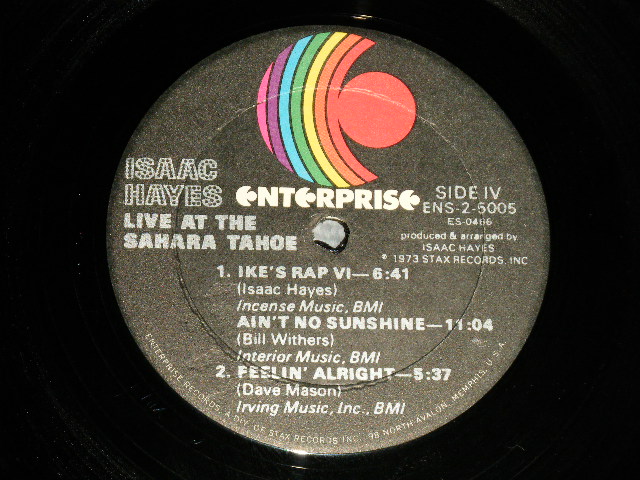 ISAAC
HAYES
LIVE AT THE
SAHARA TAHOE
ENTERPRISE
SIDE IV
ENS-2-5005
ES-0466
produced & arranged by
ISAAC HAYES
℗ 1973 STAX RECORDS, INC
1. IKE'S RAP VI—6:41
(Isaac Hayes)
Incense Music, BMI
AIN'T NO SUNSHINE—11:04
(Bill Withers)
Interior Music, BMI
2. FEELIN' ALRIGHT—5:37
(Dave Mason)
Irving Music, Inc., BMI
ENTERPRISE RECORDS, A DIV. OF STAX RECORDS INC. 98 NORTH AVALON, MEMPHIS, U.S.A.